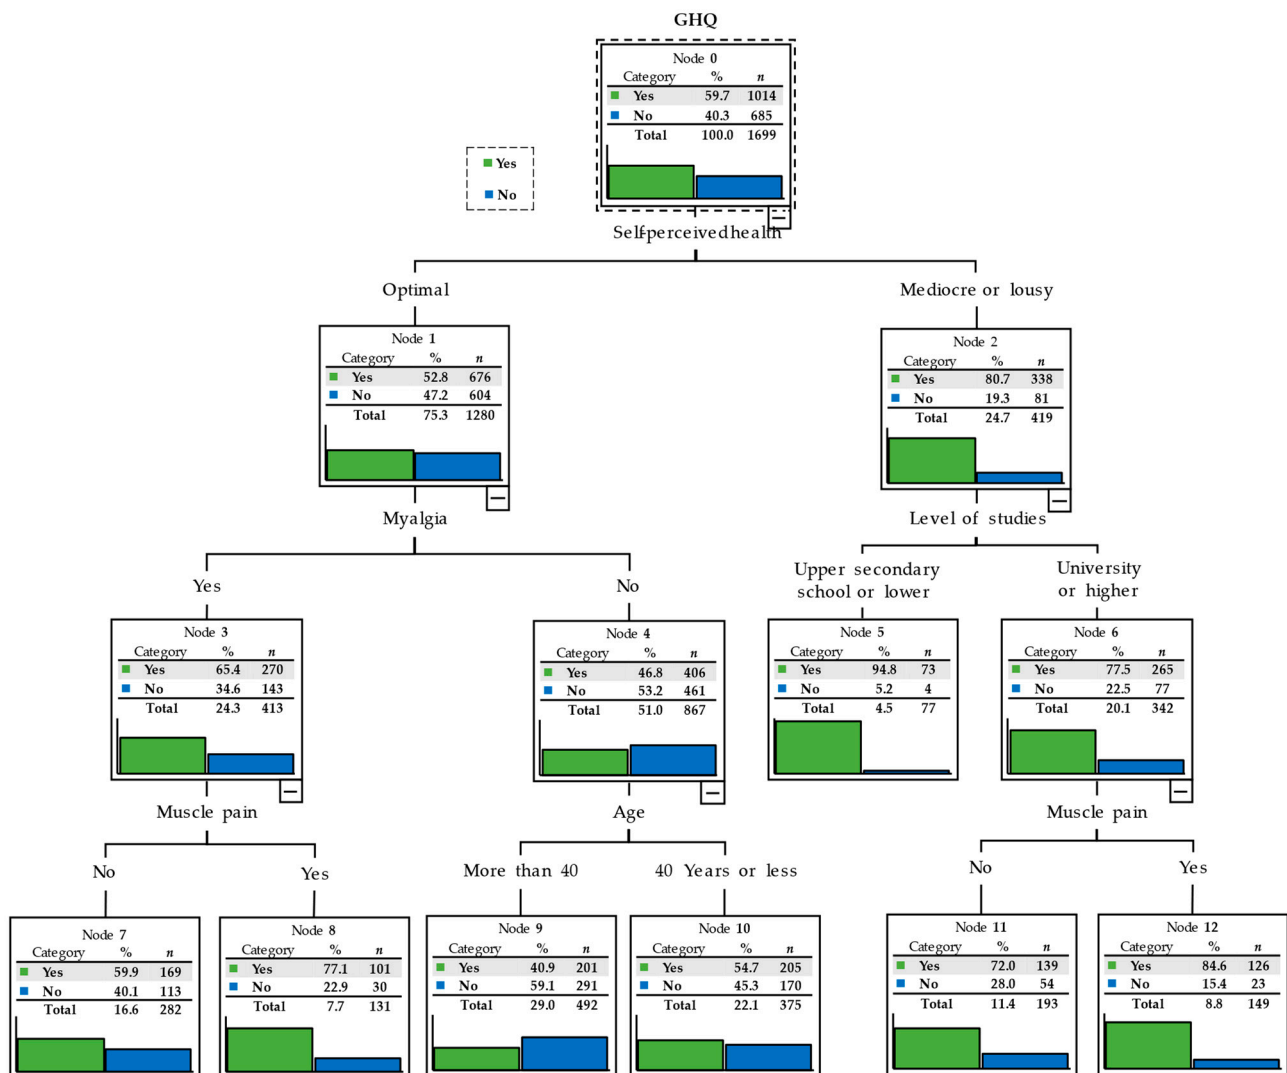 GHQ
Node 0
Category % n
Yes 59.7 1014
No 40.3 685
Total 100.0 1699
Yes
No
Self-perceived health
Optimal
Mediocre or lousy
Node 1
Category % n
Yes 52.8 676
No 47.2 604
Total 75.3 1280
Node 2
Category % n
Yes 80.7 338
No 19.3 81
Total 24.7 419
Myalgia
Level of studies
Yes
No
Upper secondary
school or lower
University
or higher
Node 3
Category % n
Yes 65.4 270
No 34.6 143
Total 24.3 413
Node 4
Category % n
Yes 46.8 406
No 53.2 461
Total 51.0 867
Node 5
Category % n
Yes 94.8 73
No 5.2 4
Total 4.5 77
Node 6
Category % n
Yes 77.5 265
No 22.5 77
Total 20.1 342
Muscle pain
Age
Muscle pain
No
Yes
More than 40
40 Years or less
No
Yes
Node 7
Category % n
Yes 59.9 169
No 40.1 113
Total 16.6 282
Node 8
Category % n
Yes 77.1 101
No 22.9 30
Total 7.7 131
Node 9
Category % n
Yes 40.9 201
No 59.1 291
Total 29.0 492
Node 10
Category % n
Yes 54.7 205
No 45.3 170
Total 22.1 375
Node 11
Category % n
Yes 72.0 139
No 28.0 54
Total 11.4 193
Node 12
Category % n
Yes 84.6 126
No 15.4 23
Total 8.8 149